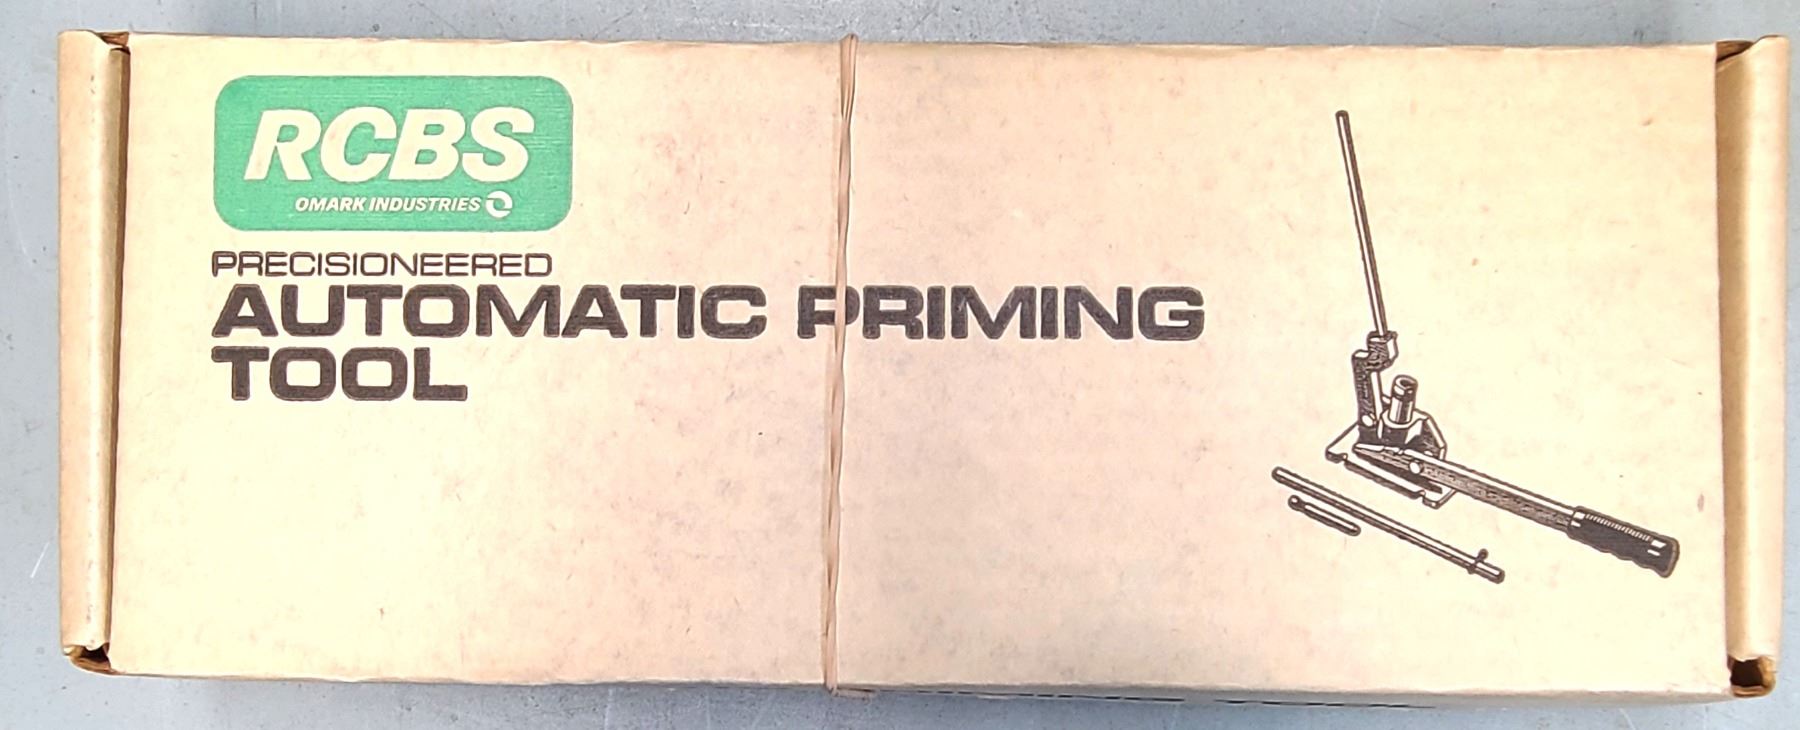 RCBS
OMARK INDUSTRIES
PRECISIONEERED
AUTOMATIC PRIMING
TOOL